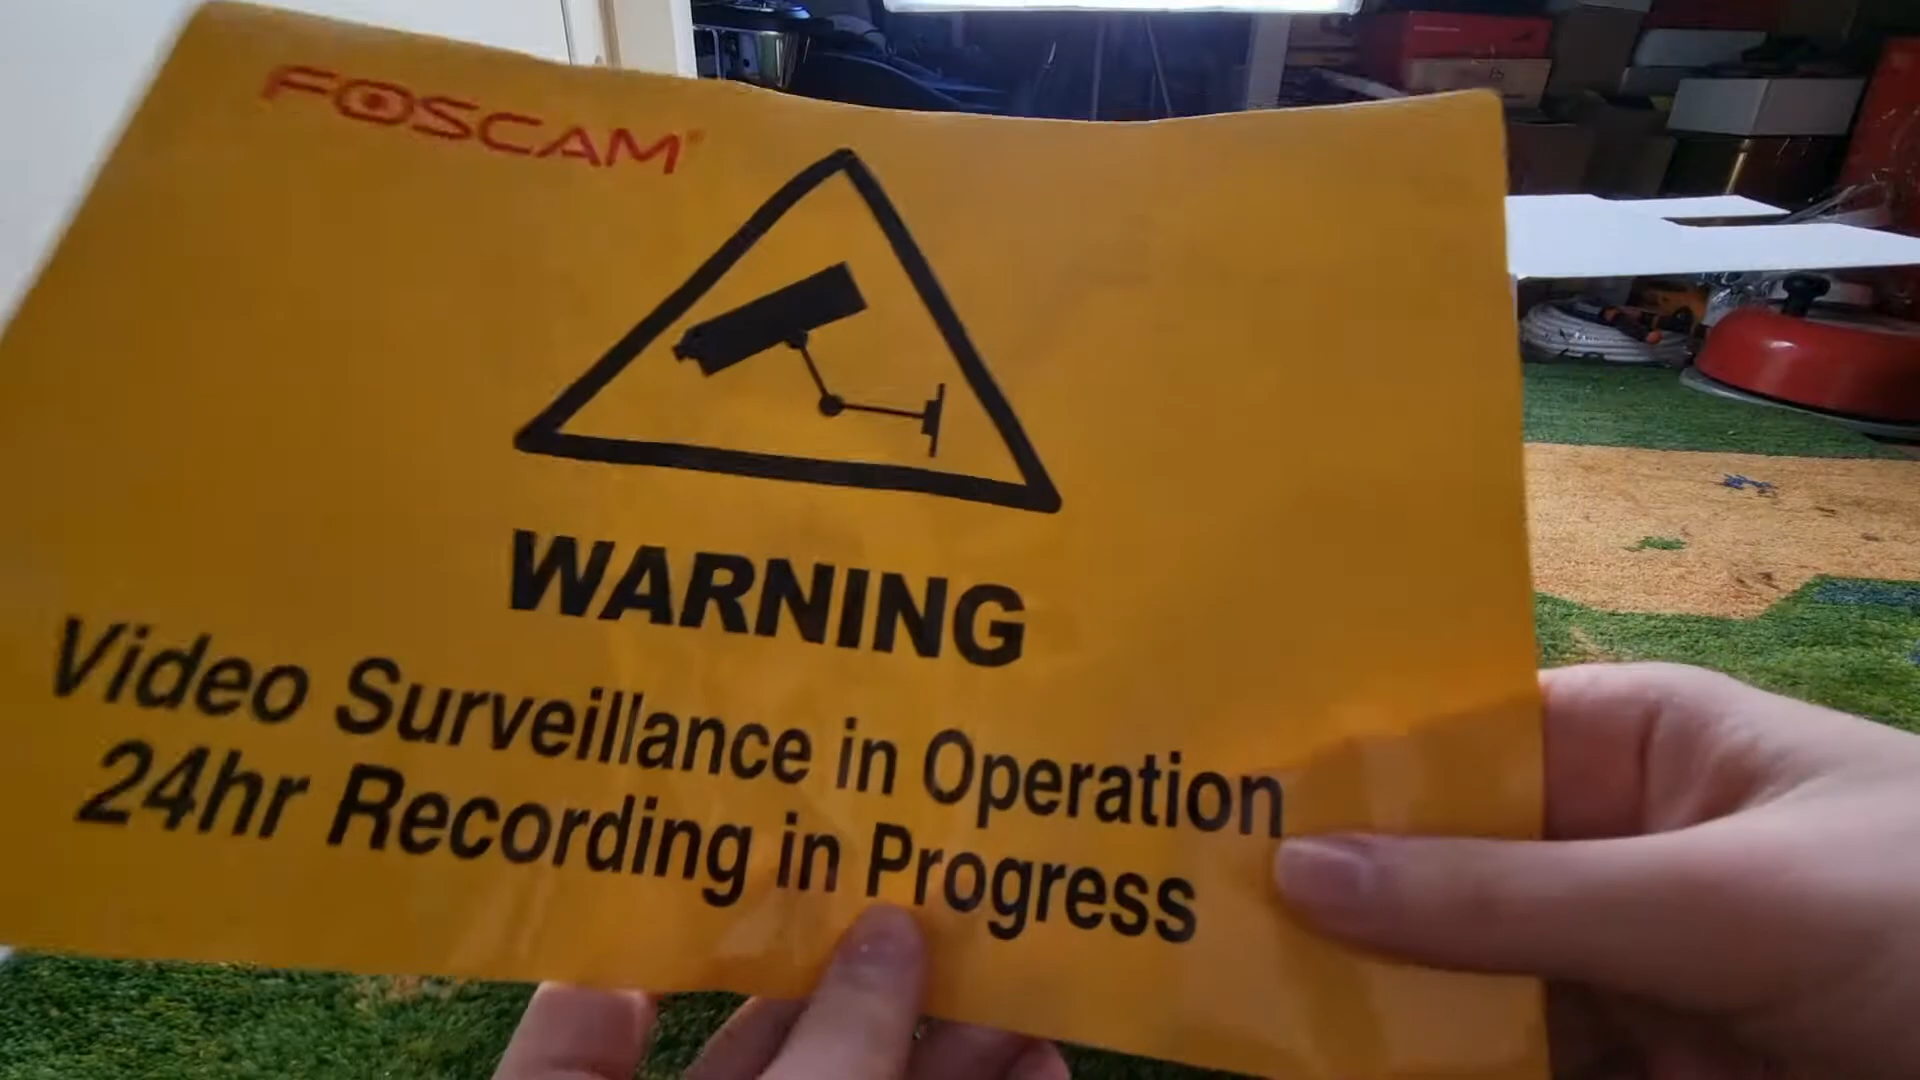 FOSCAM®
WARNING
Video Surveillance in Operation
24hr Recording in Progress